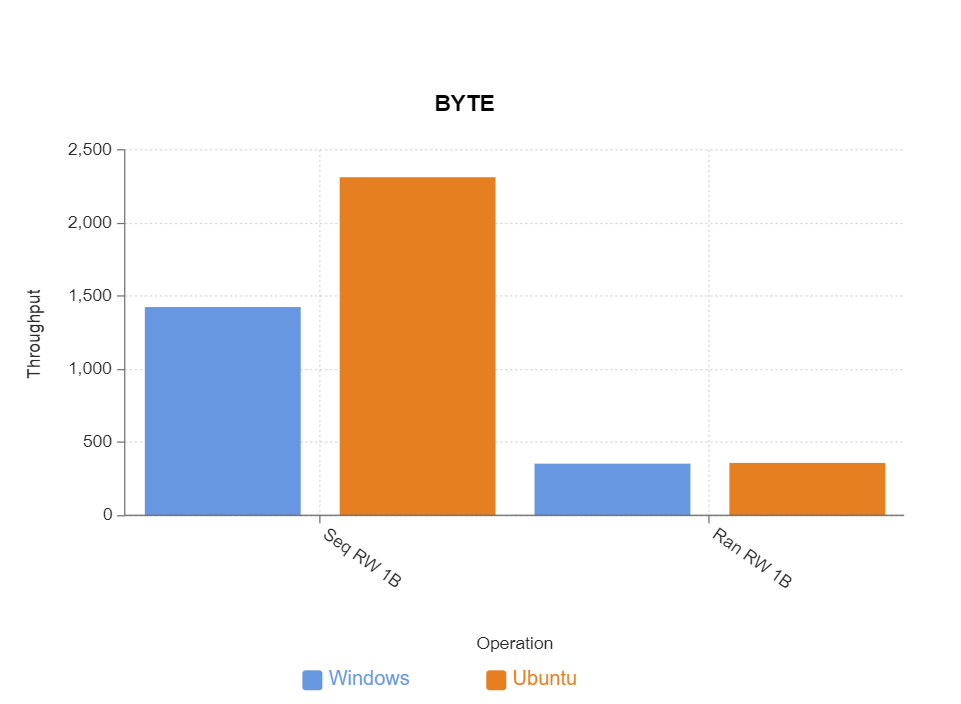 BYTE
2,500
2,000
1,500
1,000
500
0
Throughput
Seq RW 1B
Ran RW 1B
Operation
Windows
Ubuntu